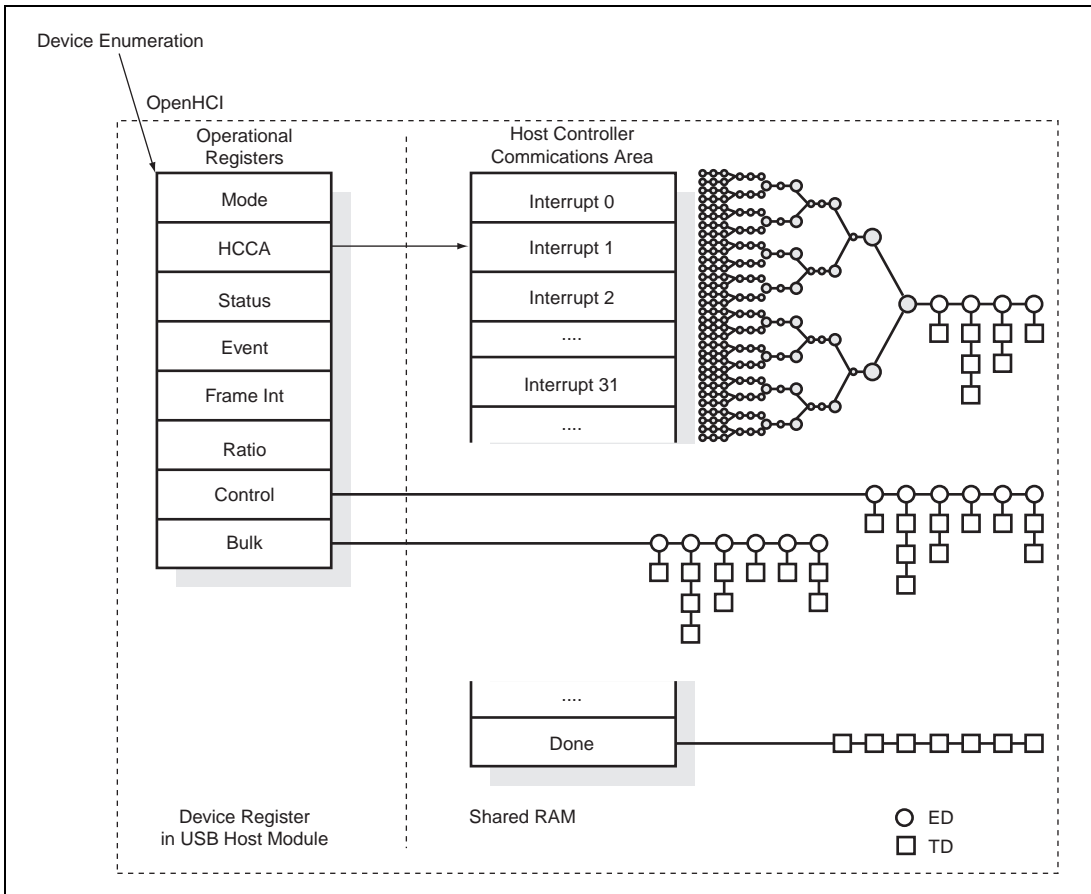 Device Enumeration
OpenHCI
Operational
Registers
Mode
HCCA
Status
Event
Frame Int
Ratio
Control
Bulk
Host Controller
Commications Area
Interrupt 0
Interrupt 1
Interrupt 2
....
Interrupt 31
....
....
Done
Device Register
in USB Host Module
Shared RAM
ED
TD